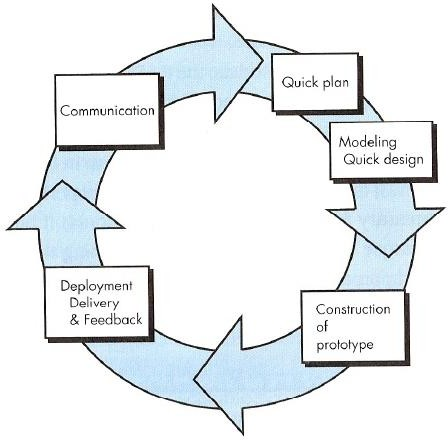 Communication
Quick plan
Modeling
Quick design
Construction
of
prototype
Deployment
Delivery
& Feedback